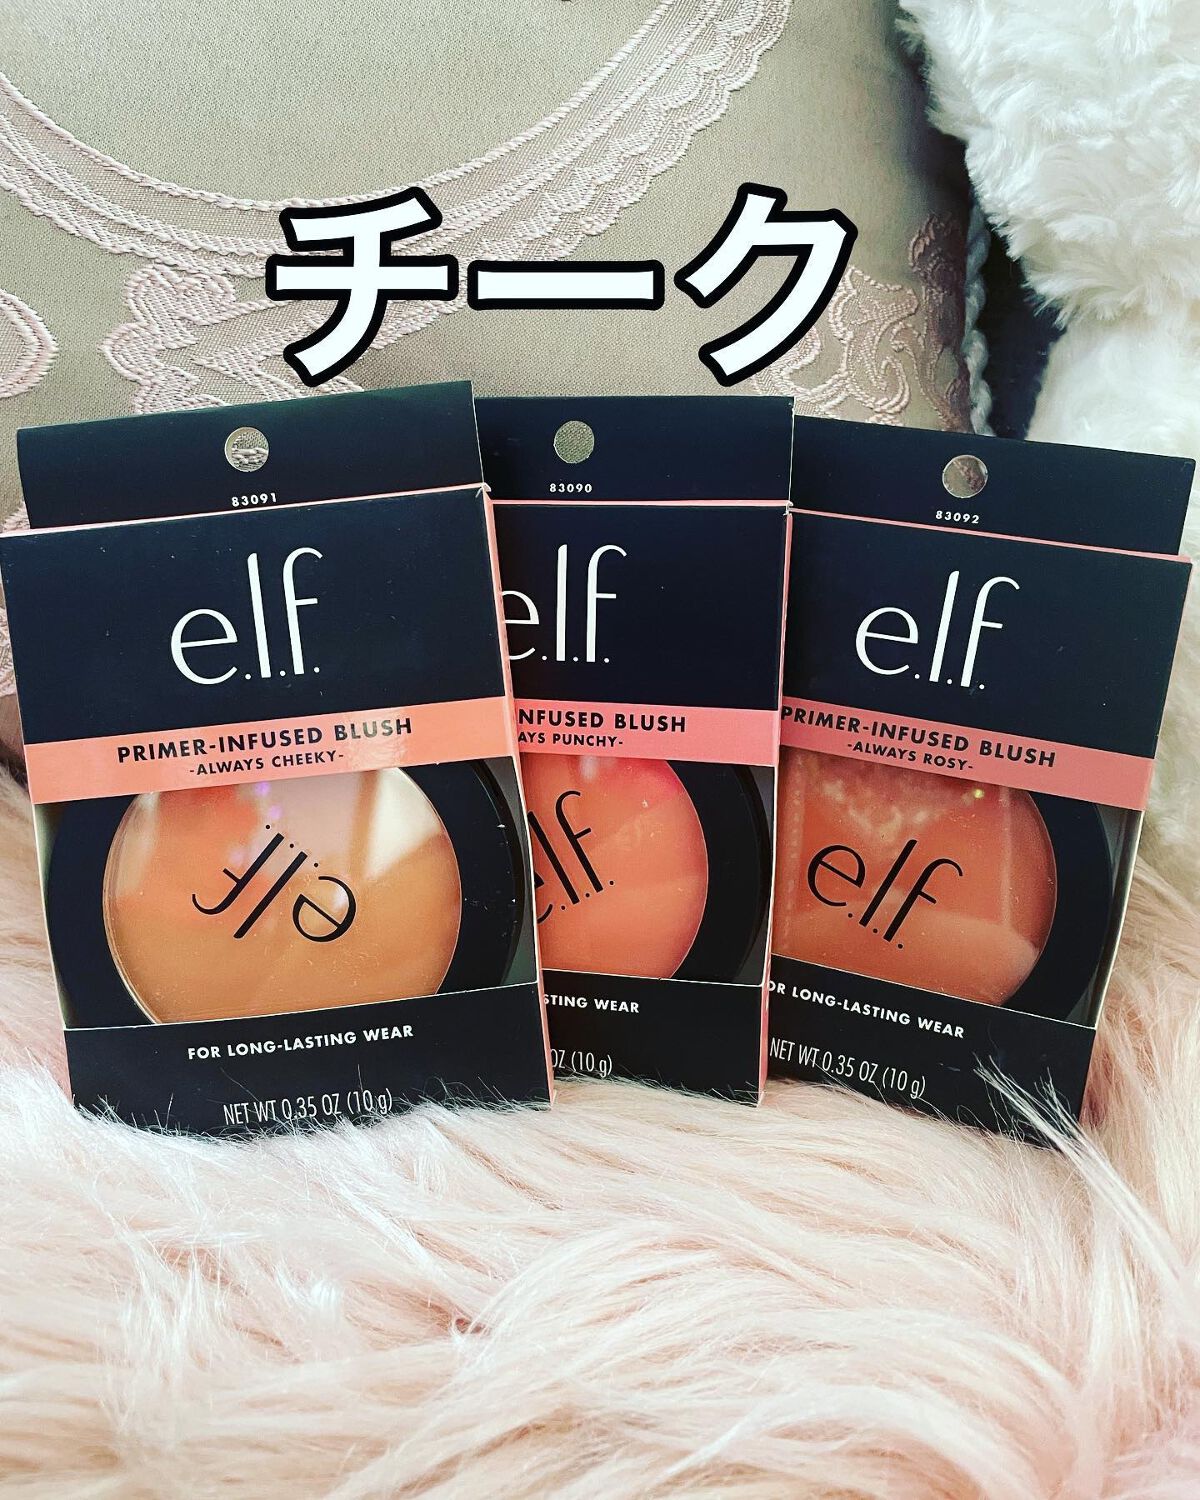 チーク
83091
e.l.f.
PRIMER-INFUSED BLUSH
-ALWAYS CHEEKY-
e.l.f.
FOR LONG-LASTING WEAR
NET WT 0.35 OZ (10 g)
83090
e.l.f.
NFUSED BLUSH
AYS PUNCHY-
e.l.f.
STING WEAR
OZ (10 g)
83092
e.l.f.
PRIMER-INFUSED BLUSH
-ALWAYS ROSY-
e.l.f.
OR LONG-LASTING WEAR
NET WT 0.35 OZ (10 g)